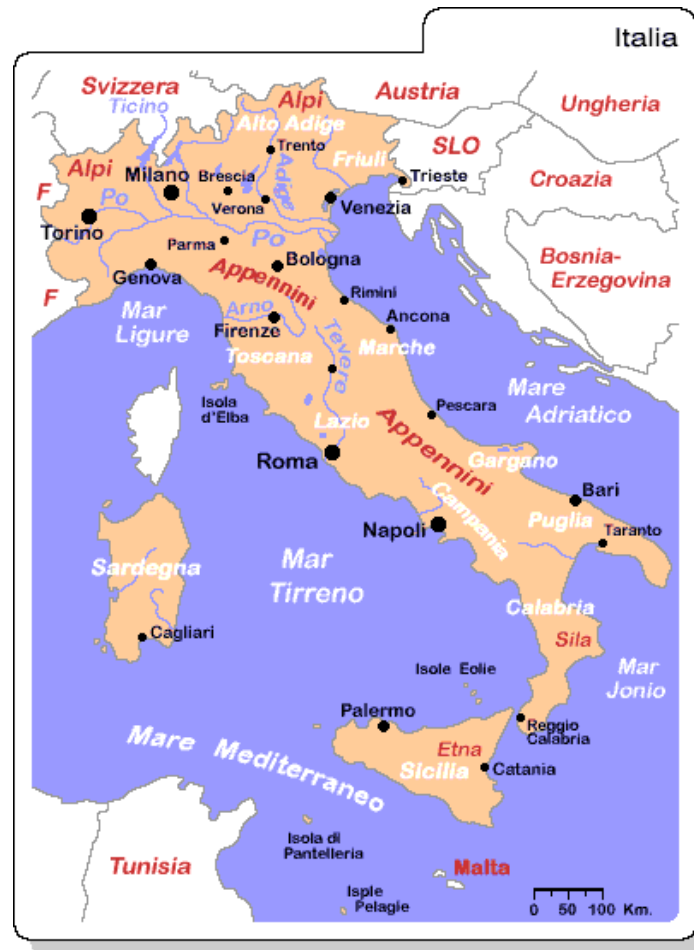 Italia
Svizzera
Ticino
Alpi
Austria
Ungheria
Alto Adige
Trento
SLO
Friuli
Alpi
Milano
Brescia
Adige
Trieste
Croazia
F
Po
Verona
Venezia
Torino
Parma
Po
Bosnia-
Erzegovina
Genova
Appennini
Bologna
F
Mar
Ligure
Arno
Rimini
Firenze
Ancona
Toscana
Tevere
Marche
Isola
d'Elba
Mare
Adriatico
Pescara
Lazio
Appennini
Roma
Gargano
Bari
Napoli
Campania
Puglia
Taranto
Mar
Tirreno
Sardegna
Calabria
Cagliari
Sila
Isole Eolie
Mar
Jonio
Palermo
Reggio
Calabria
Mare Mediterraneo
Etna
Sicilia
Catania
Isola di
Pantelleria
Tunisia
Malta
Isple
Pelagie
0 50 100 Km.